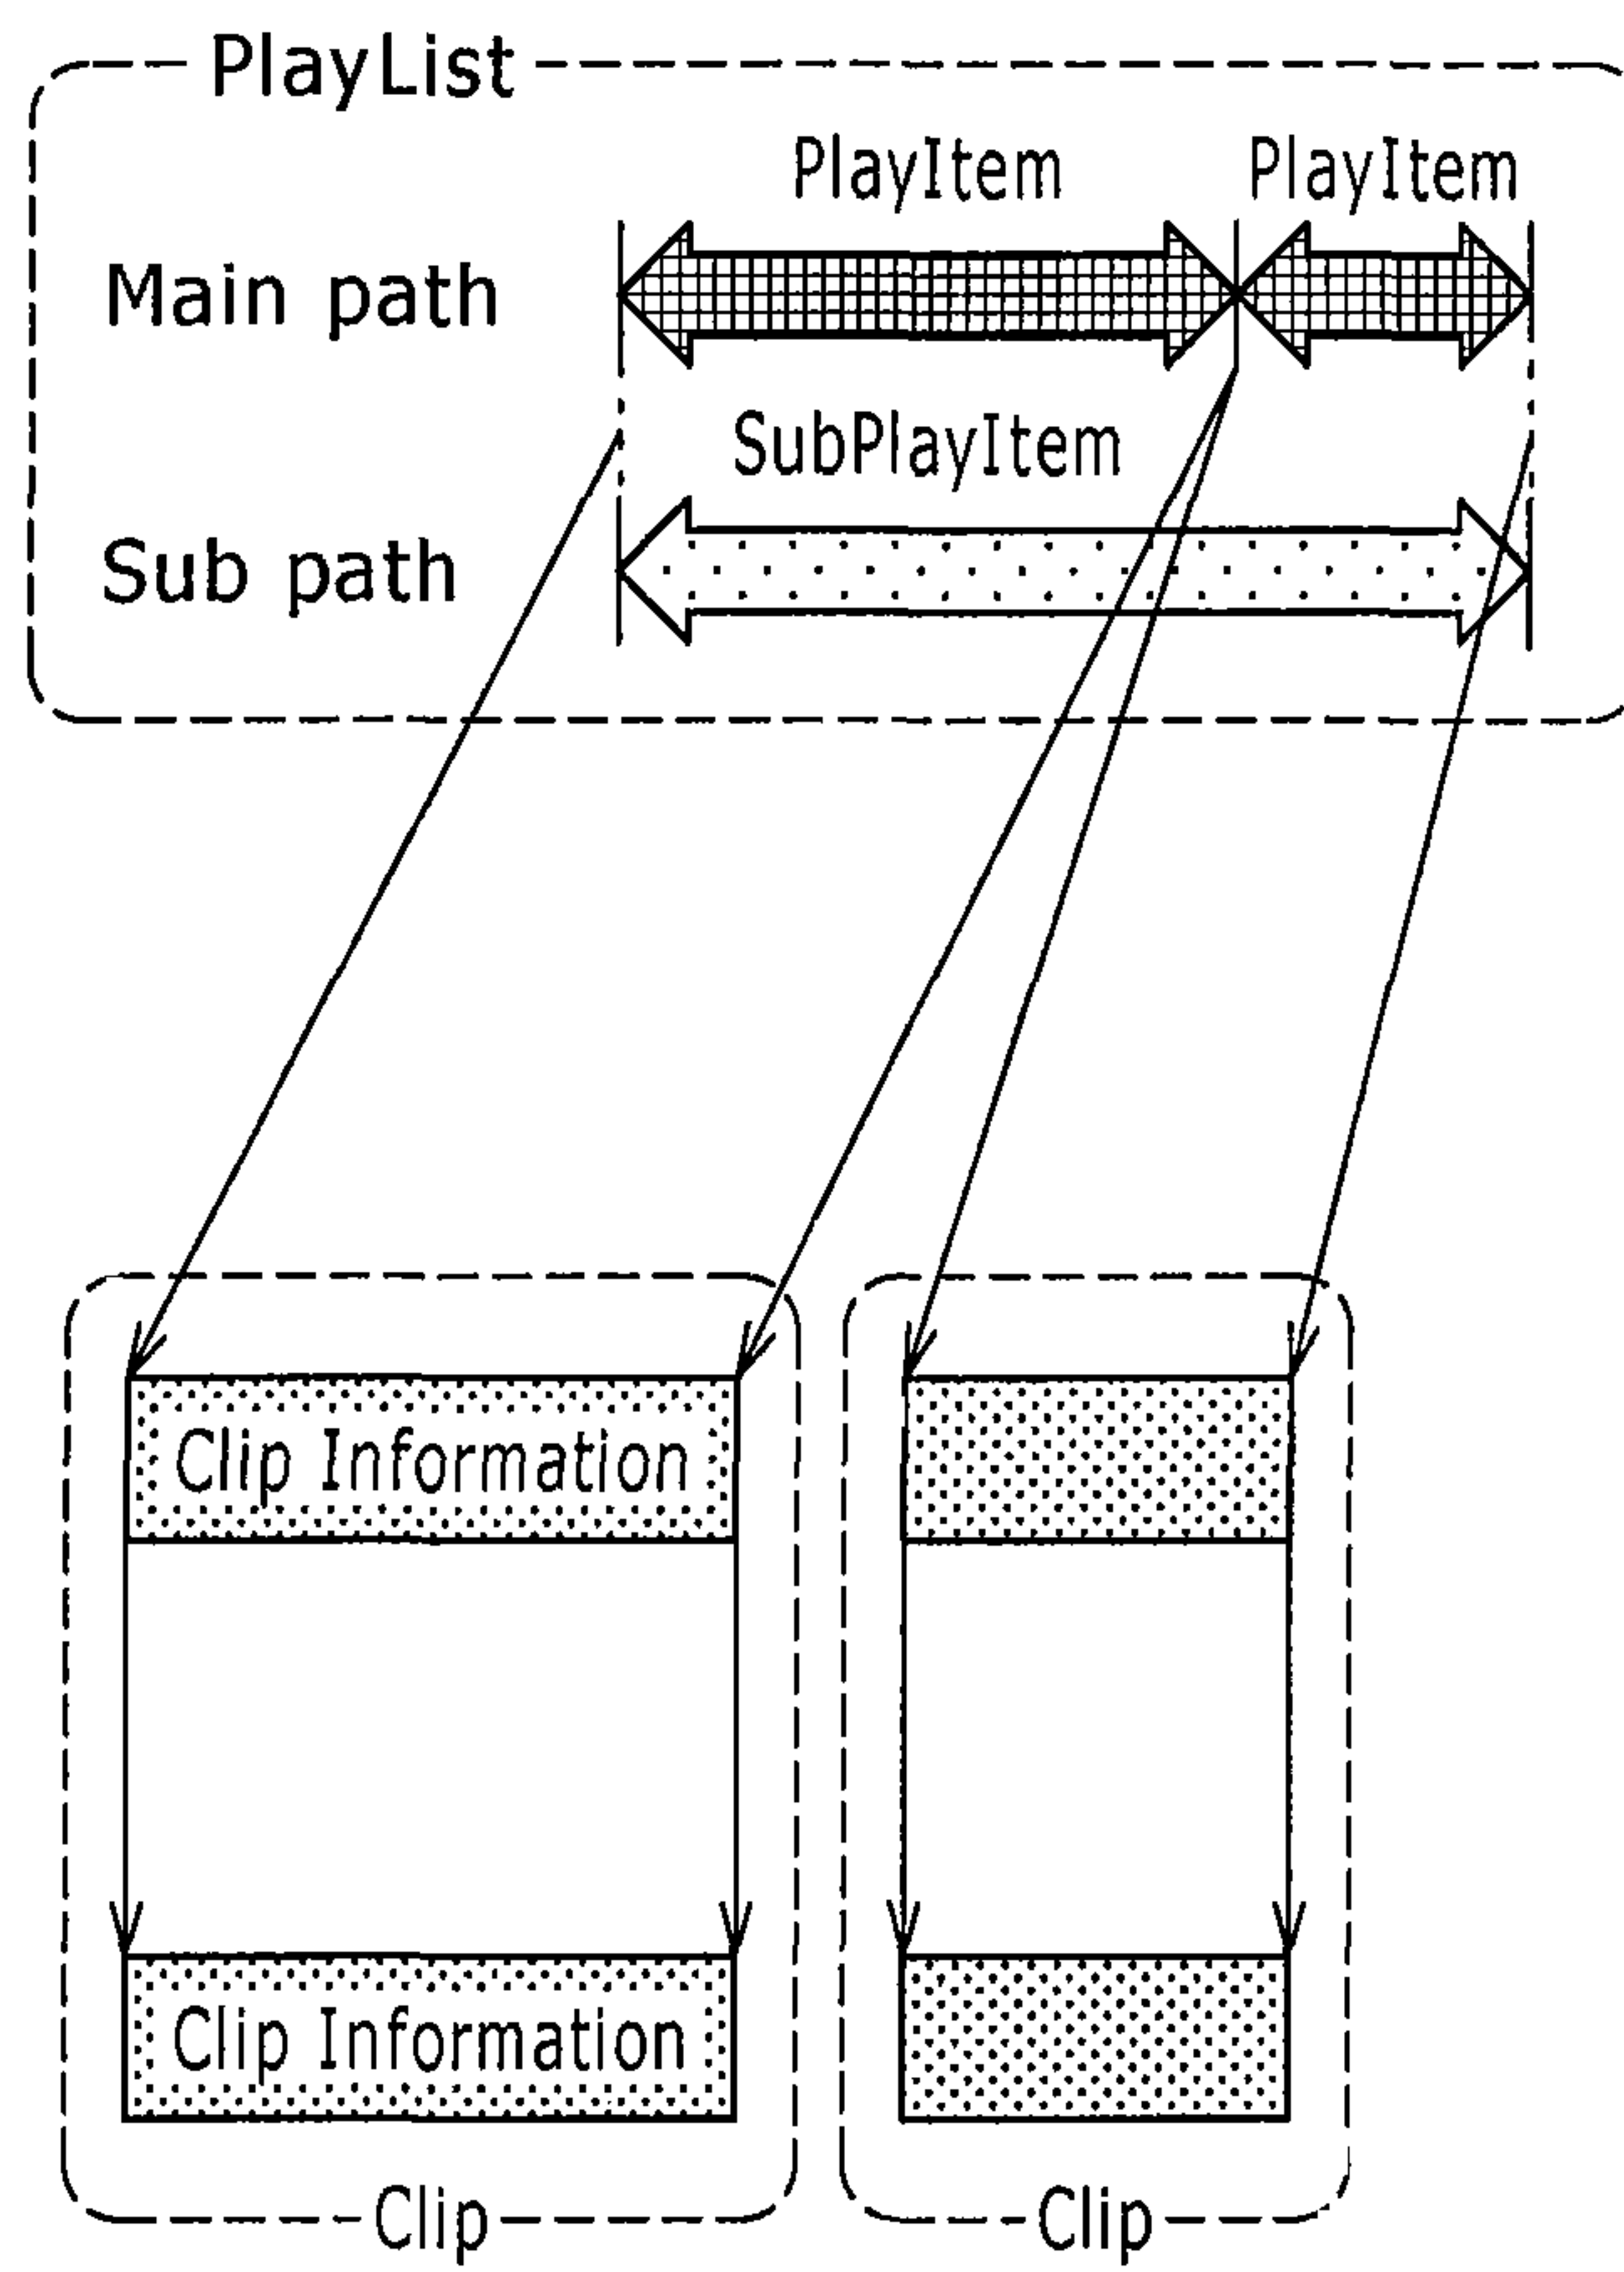 PlayList
PlayItem PlayItem
Main path
SubPlayItem
Sub path
Clip Information
Clip Information
Clip Clip